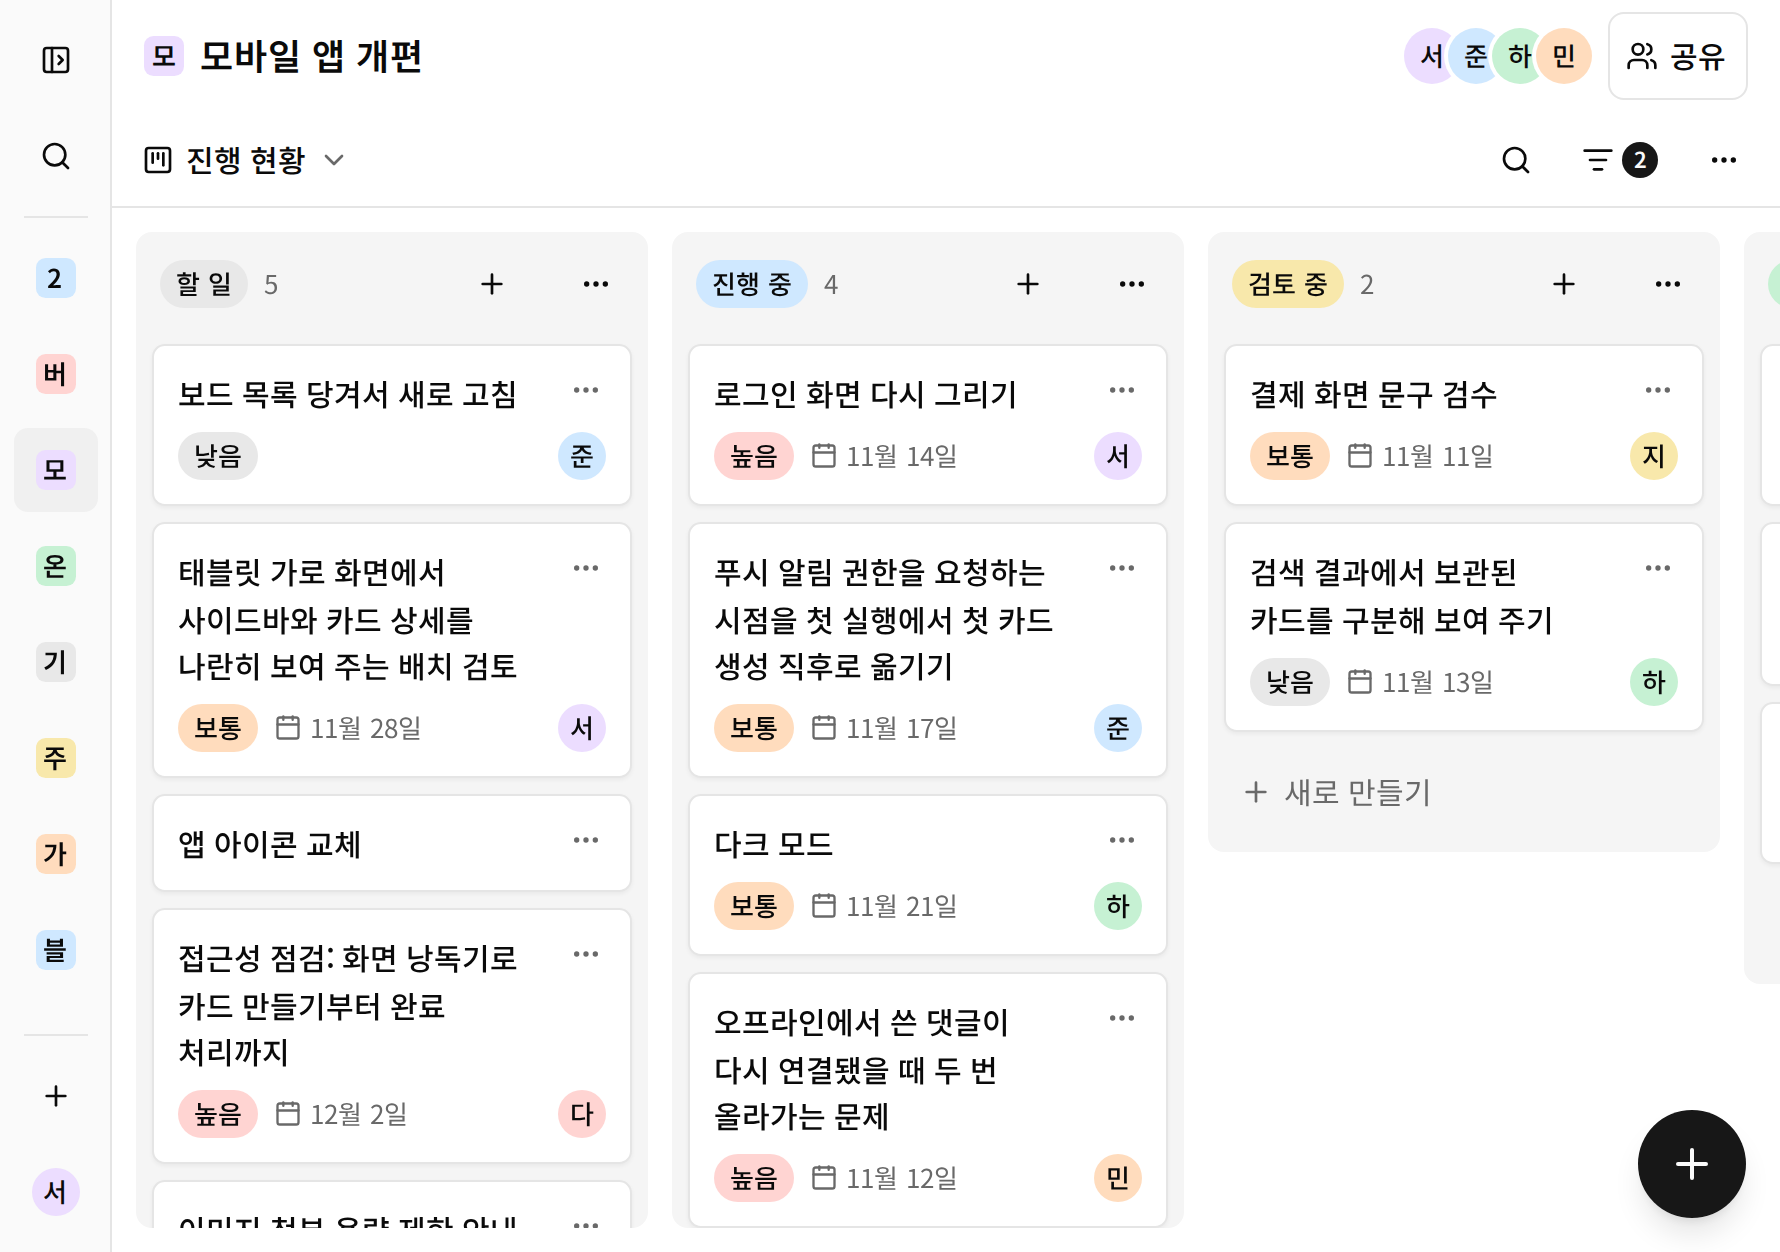 모 모바일 앱 개편
서 준 하 민 공유
진행 현황
2
2
버
모
온
기
주
가
블
서
할 일 5
보드 목록 당겨서 새로 고침
낮음 준
태블릿 가로 화면에서
사이드바와 카드 상세를
나란히 보여 주는 배치 검토
보통 11월 28일 서
앱 아이콘 교체
접근성 점검: 화면 낭독기로
카드 만들기부터 완료
처리까지
높음 12월 2일 다
이미지 첨부 용량 제한 안내
진행 중 4
로그인 화면 다시 그리기
높음 11월 14일 서
푸시 알림 권한을 요청하는
시점을 첫 실행에서 첫 카드
생성 직후로 옮기기
보통 11월 17일 준
다크 모드
보통 11월 21일 하
오프라인에서 쓴 댓글이
다시 연결됐을 때 두 번
올라가는 문제
높음 11월 12일 민
검토 중 2
결제 화면 문구 검수
보통 11월 11일 지
검색 결과에서 보관된
카드를 구분해 보여 주기
낮음 11월 13일 하
새로 만들기